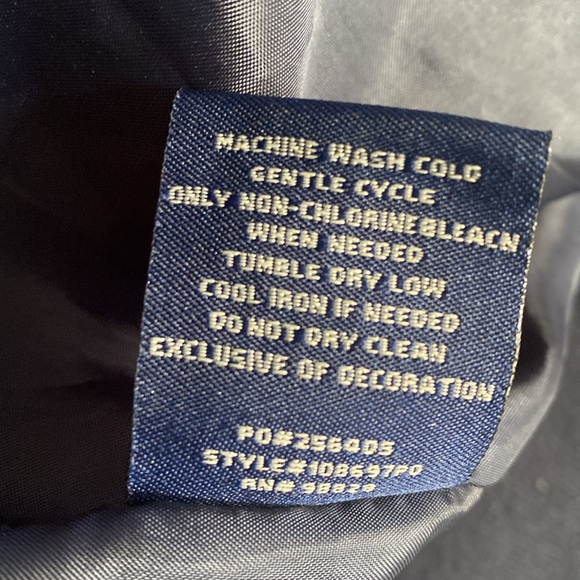 MACHINE WASH COLD
GENTLE CYCLE
ONLY NON-CHLORINE BLEACH
WHEN NEEDED
TUMBLE DRY LOW
COOL IRON IF NEEDED
DO NOT DRY CLEAN
EXCLUSIVE OF DECORATION
PO#256405
STYLE#108697PO
RN#